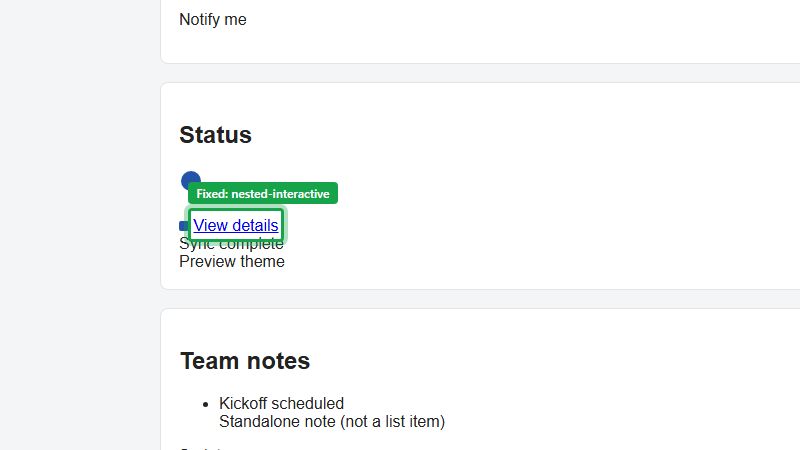 Notify me
Status
Fixed: nested-interactive
View details
Sync complete
Preview theme
Team notes
Kickoff scheduled
Standalone note (not a list item)